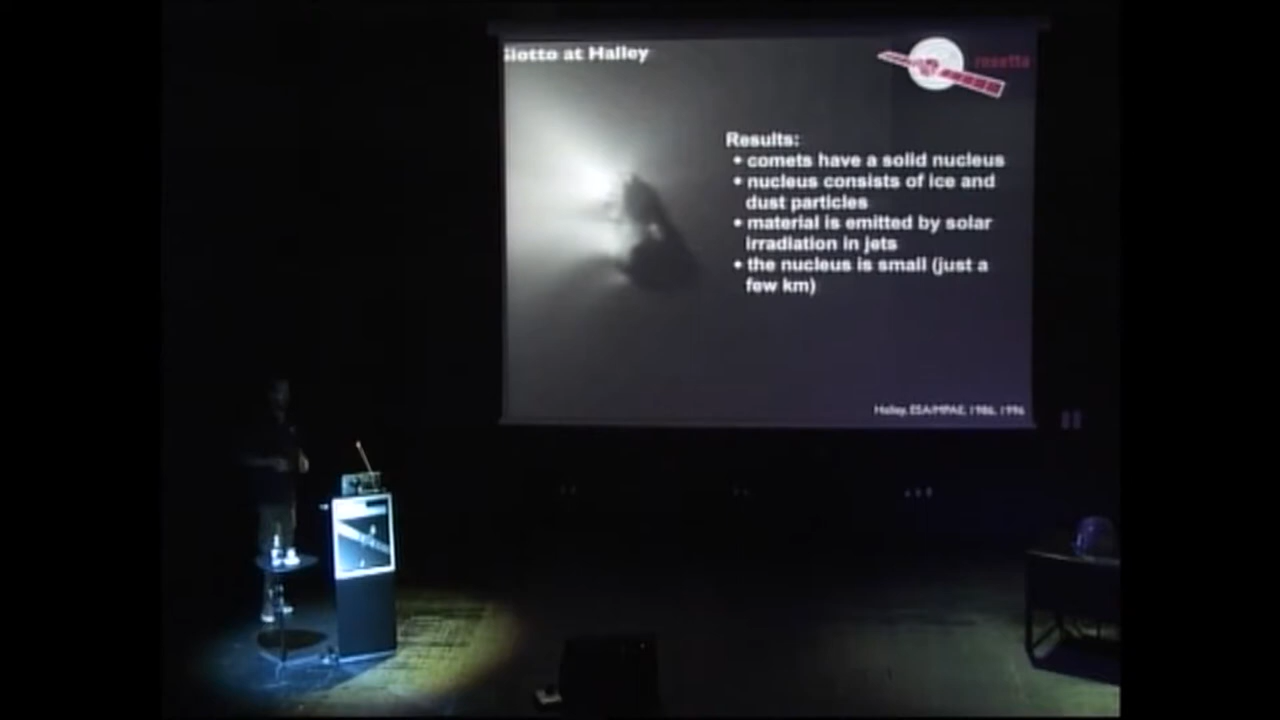 Giotto at Halley
rosetta
Results:
• comets have a solid nucleus
• nucleus consists of ice and
dust particles
• material is emitted by solar
irradiation in jets
• the nucleus is small (just a
few km)
Halley, ESA/MPAE, 1986, 1996